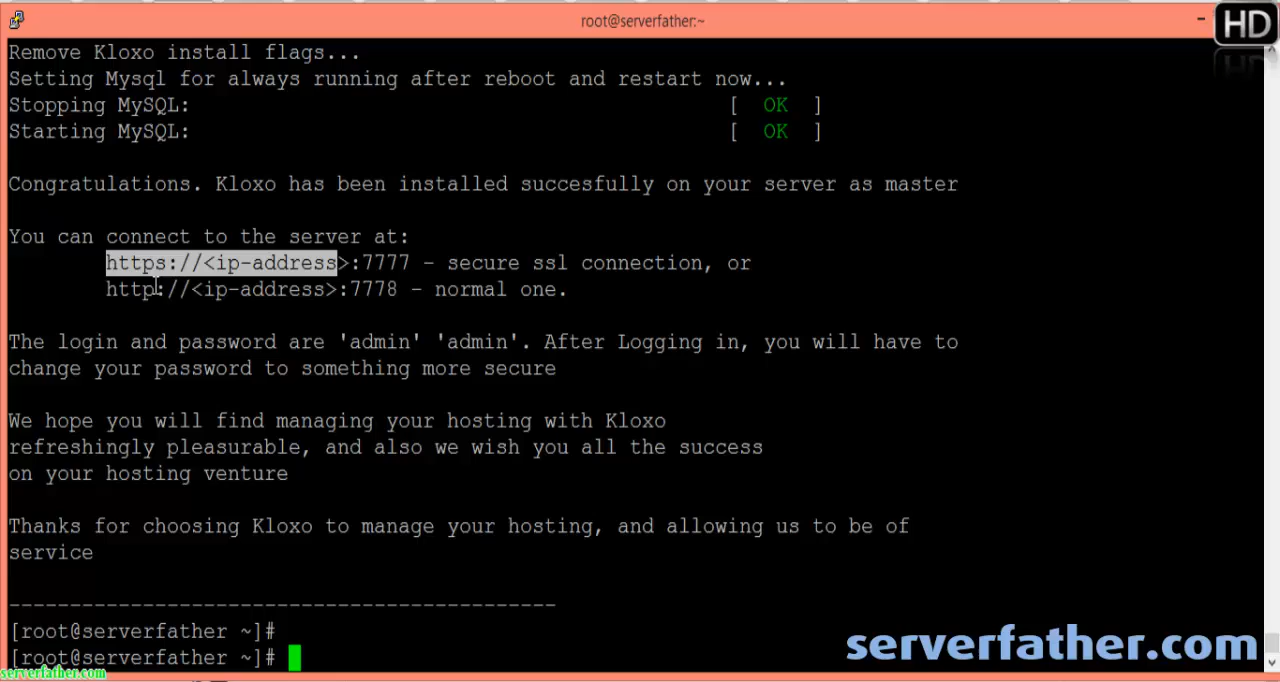 root@serverfather:~
HD
Remove Kloxo install flags...
Setting Mysql for always running after reboot and restart now...
Stopping MySQL: [ OK ]
Starting MySQL: [ OK ]
Congratulations. Kloxo has been installed succesfully on your server as master
You can connect to the server at:
https://<ip-address>:7777 - secure ssl connection, or
http://<ip-address>:7778 - normal one.
The login and password are 'admin' 'admin'. After Logging in, you will have to
change your password to something more secure
We hope you will find managing your hosting with Kloxo
refreshingly pleasurable, and also we wish you all the success
on your hosting venture
Thanks for choosing Kloxo to manage your hosting, and allowing us to be of
service
---------------------------------------------
[root@serverfather ~]#
[root@serverfather ~]#
serverfather.com
serverfather.com